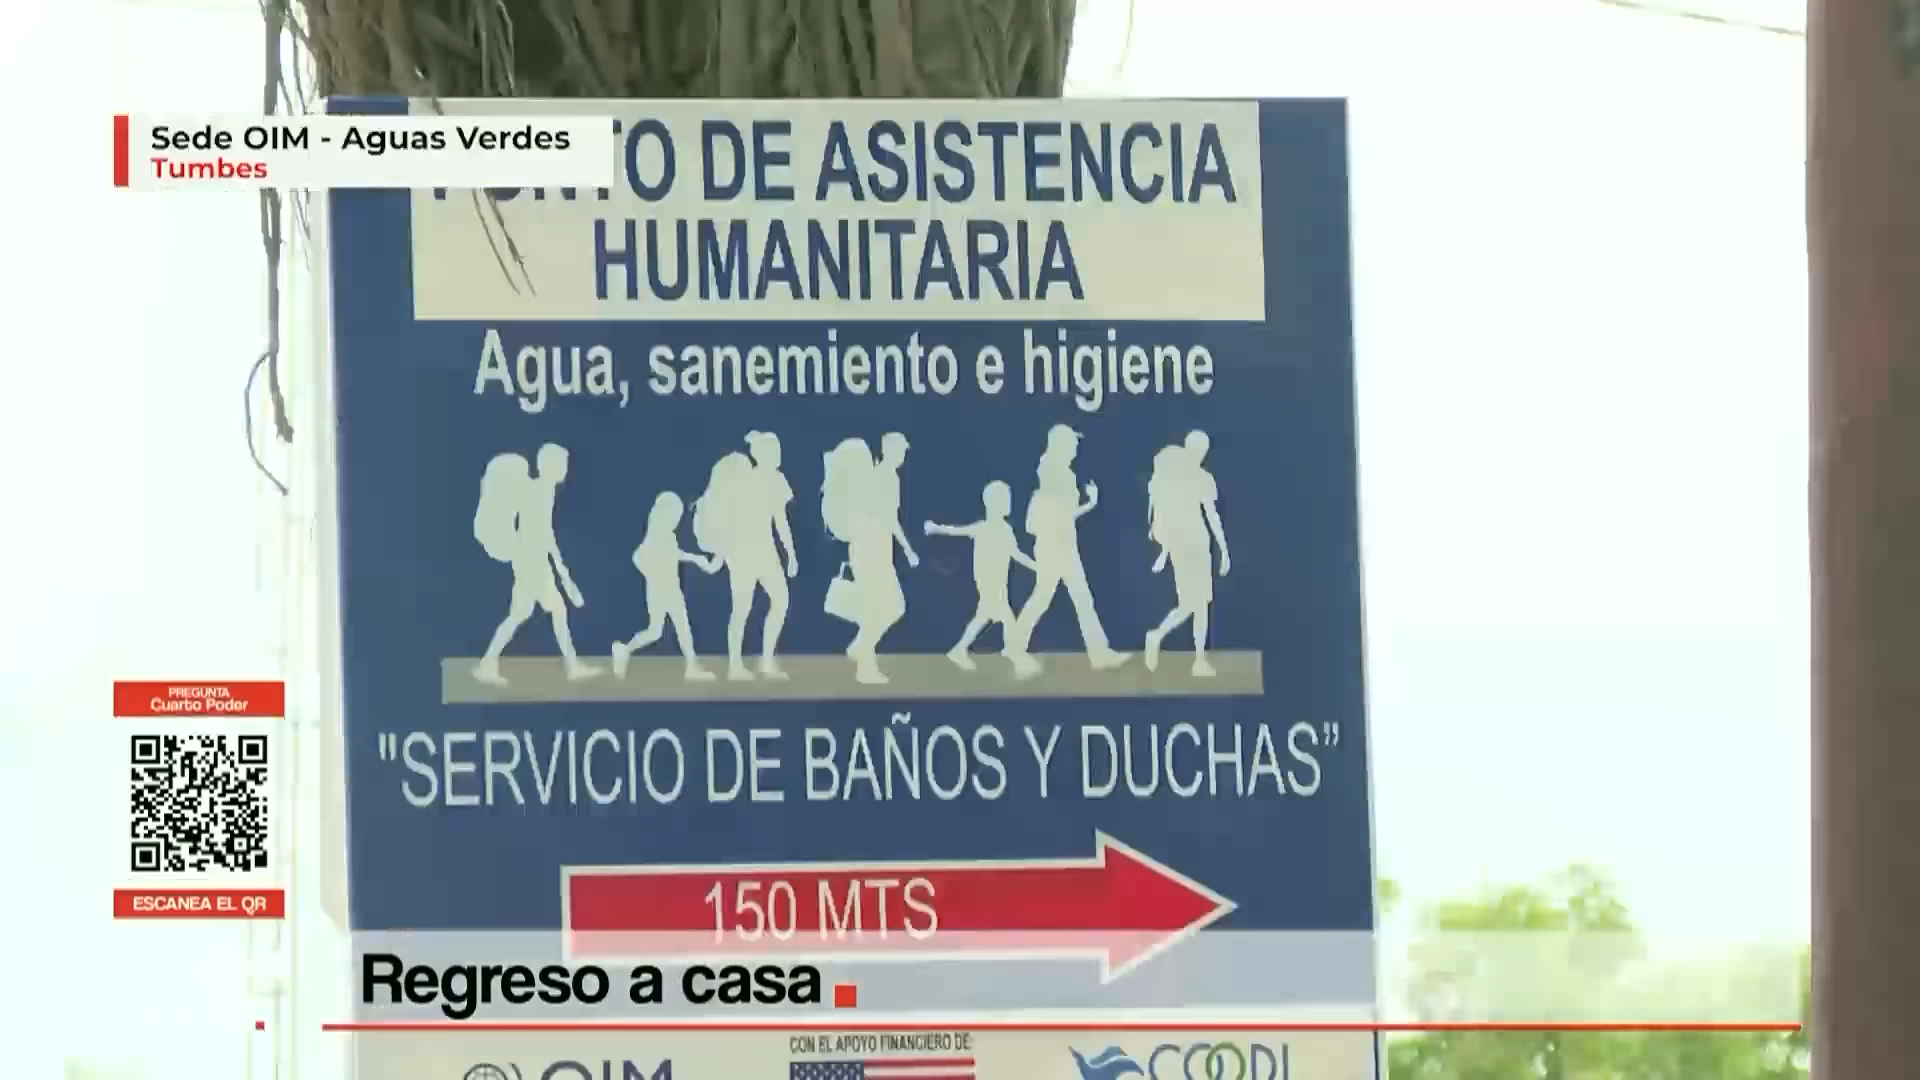 Sede OIM - Aguas Verdes
Tumbes
DE ASISTENCIA
HUMANITARIA
Agua, sanemiento e higiene
"SERVICIO DE BAÑOS Y DUCHAS"
150 MTS
PREGUNTA
Cuarto Poder
ESCANEA EL QR
Regreso a casa
CON EL APOYO FINANCIERO DE:
OIM